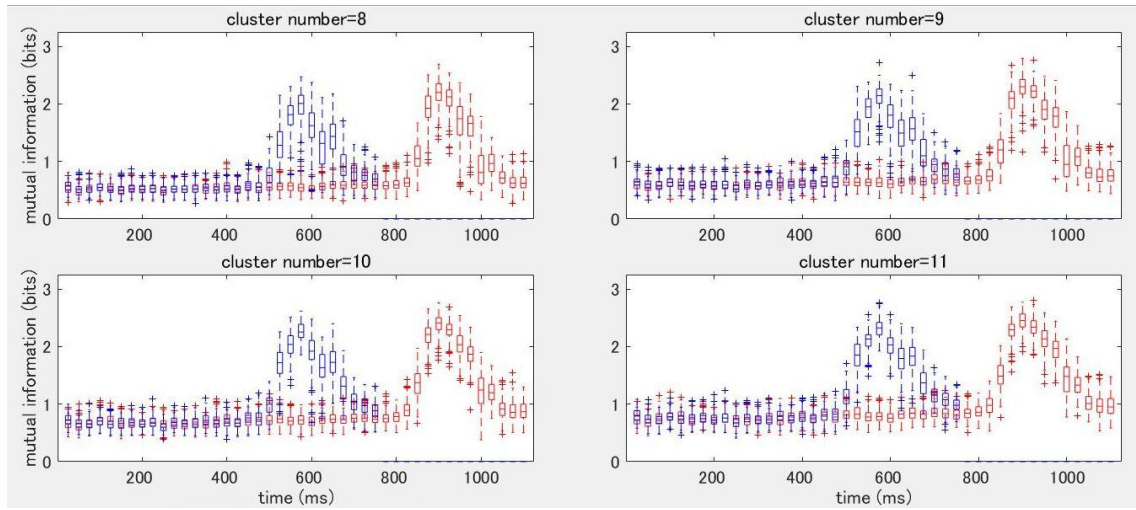 cluster number=8
cluster number=9
mutual information (bits)
3
2
1
0
200 400 600 800 1000
3
2
1
0
200 400 600 800 1000
cluster number=10
cluster number=11
mutual information (bits)
3
2
1
0
200 400 600 800 1000
time (ms)
3
2
1
0
200 400 600 800 1000
time (ms)